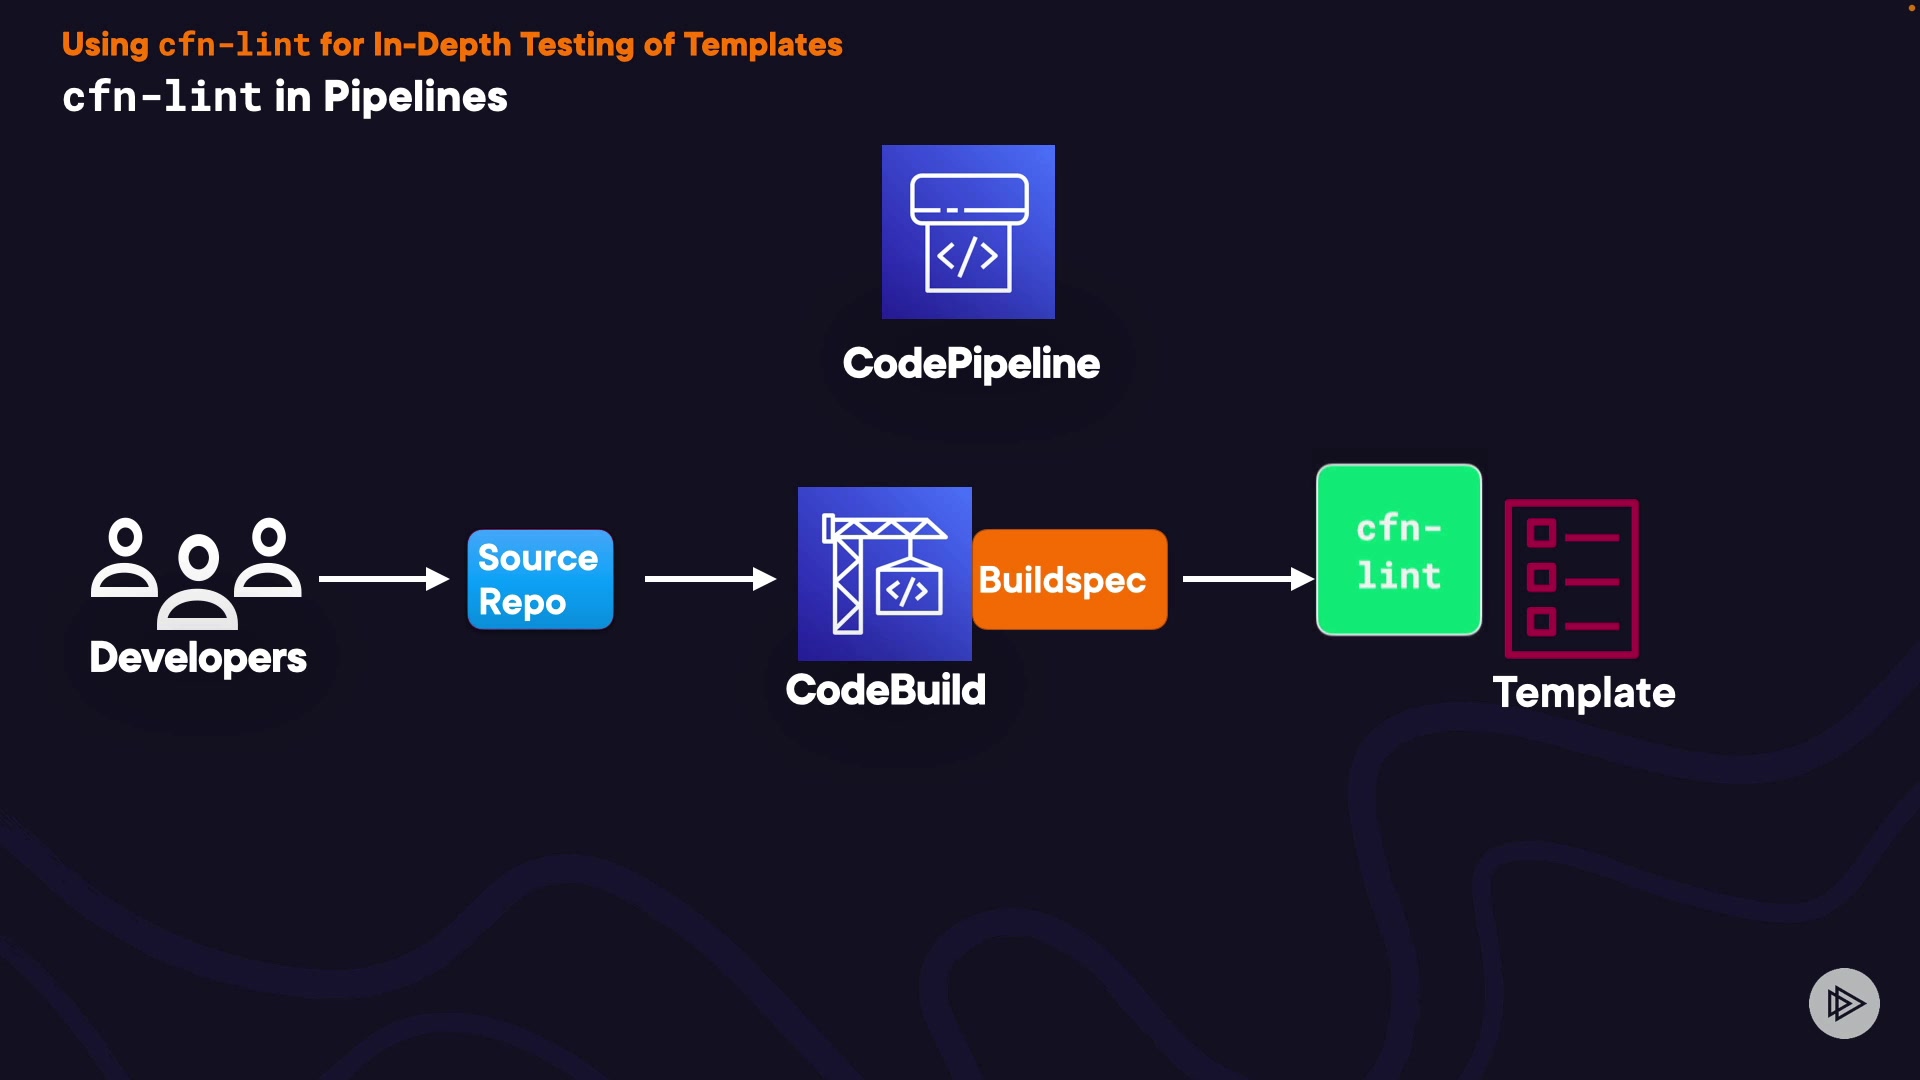 Using cfn-lint for In-Depth Testing of Templates
cfn-lint in Pipelines
CodePipeline
Developers
Source
Repo
CodeBuild
Buildspec
cfn-
lint
Template